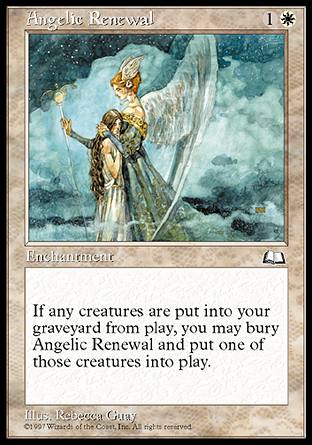 Angelic Renewal 1
Enchantment
If any creatures are put into your
graveyard from play, you may bury
Angelic Renewal and put one of
those creatures into play.
Illus. Rebecca Guay
©1997 Wizards of the Coast, Inc. All rights reserved.